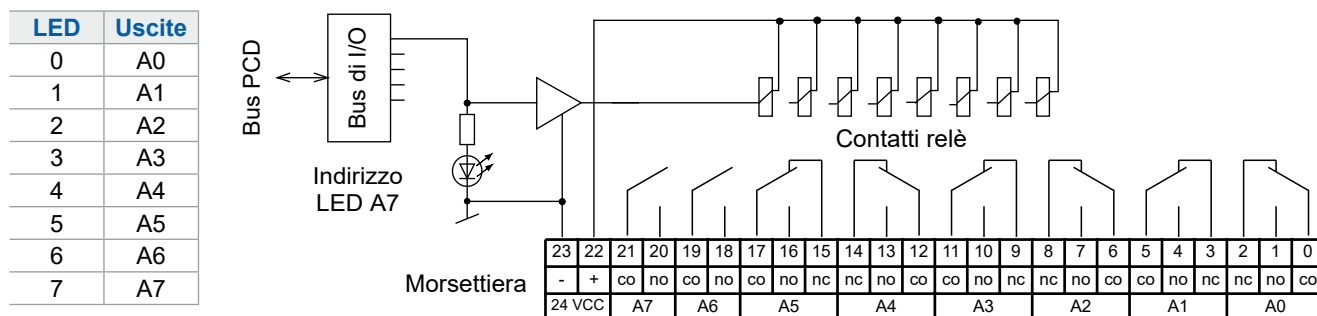 LED Uscite
0 A0
1 A1
2 A2
3 A3
4 A4
5 A5
6 A6
7 A7
Bus PCD
Bus di I/O
Indirizzo
LED A7
Contatti relè
Morsettiera
23 22 21 20 19 18 17 16 15 14 13 12 11 10 9 8 7 6 5 4 3 2 1 0
- + co no co no co no nc nc no co co no nc nc no co co no nc nc no co
24 VCC A7 A6 A5 A4 A3 A2 A1 A0